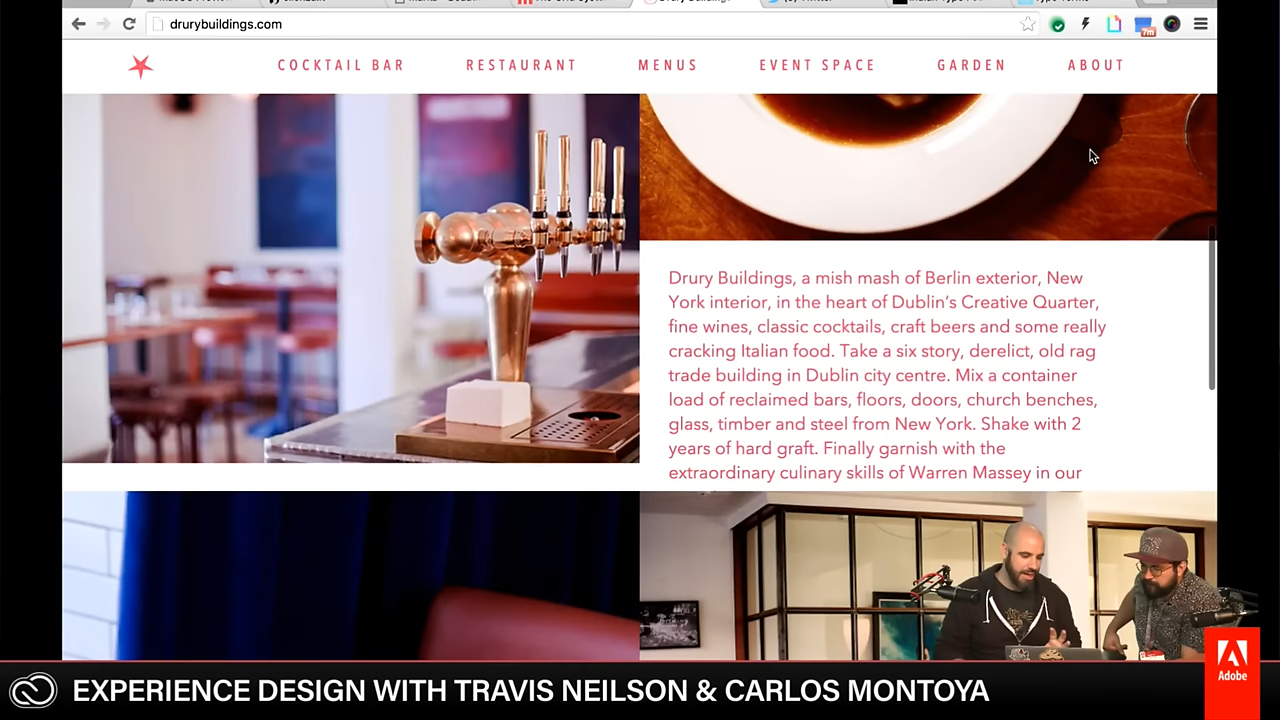 drurybuildings.com
7m
COCKTAIL BAR RESTAURANT MENUS EVENT SPACE GARDEN ABOUT
Drury Buildings, a mish mash of Berlin exterior, New
York interior, in the heart of Dublin's Creative Quarter,
fine wines, classic cocktails, craft beers and some really
cracking Italian food. Take a six story, derelict, old rag
trade building in Dublin city centre. Mix a container
load of reclaimed bars, floors, doors, church benches,
glass, timber and steel from New York. Shake with 2
years of hard graft. Finally garnish with the
extraordinary culinary skills of Warren Massey in our
EXPERIENCE DESIGN WITH TRAVIS NEILSON & CARLOS MONTOYA
Adobe